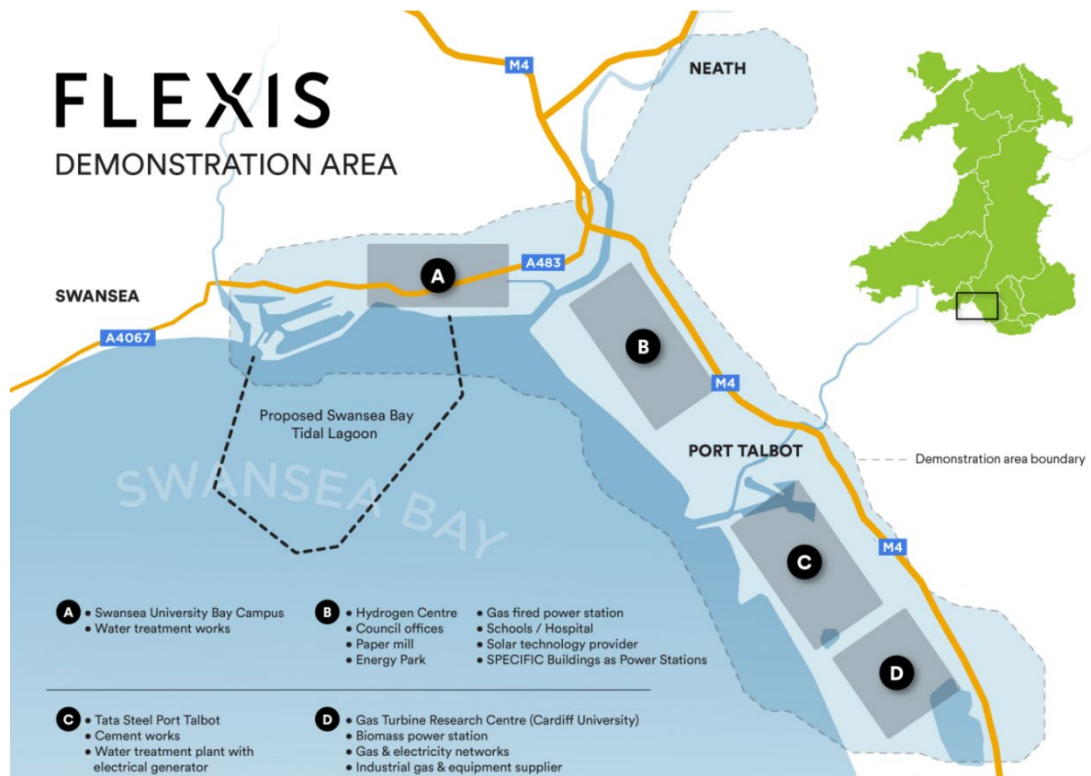 FLEXIS
DEMONSTRATION AREA
M4
NEATH
A
A483
SWANSEA
A4067
B
M4
Proposed Swansea Bay
Tidal Lagoon
PORT TALBOT
Demonstration area boundary
SWANSEA BAY
M4
C
D
A
• Swansea University Bay Campus
• Water treatment works
B
• Hydrogen Centre
• Council offices
• Paper mill
• Energy Park
• Gas fired power station
• Schools / Hospital
• Solar technology provider
• SPECIFIC Buildings as Power Stations
C
• Tata Steel Port Talbot
• Cement works
• Water treatment plant with
electrical generator
D
• Gas Turbine Research Centre (Cardiff University)
• Biomass power station
• Gas & electricity networks
• Industrial gas & equipment supplier